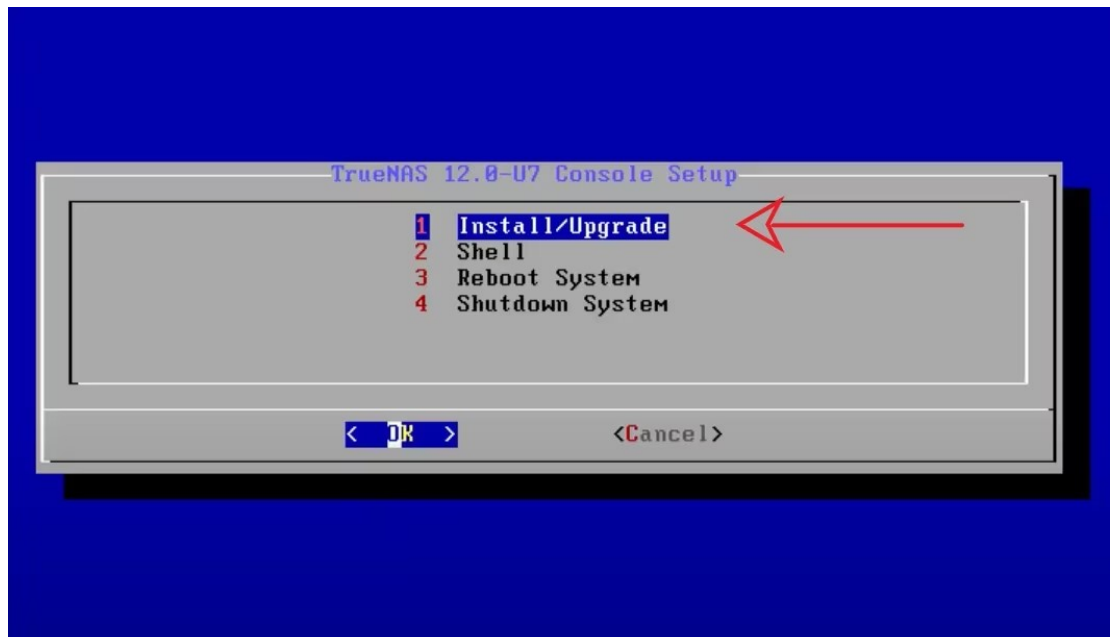 TrueNAS 12.0-U7 Console Setup
1 Install/Upgrade
2 Shell
3 Reboot System
4 Shutdown System
< OK > <Cancel>